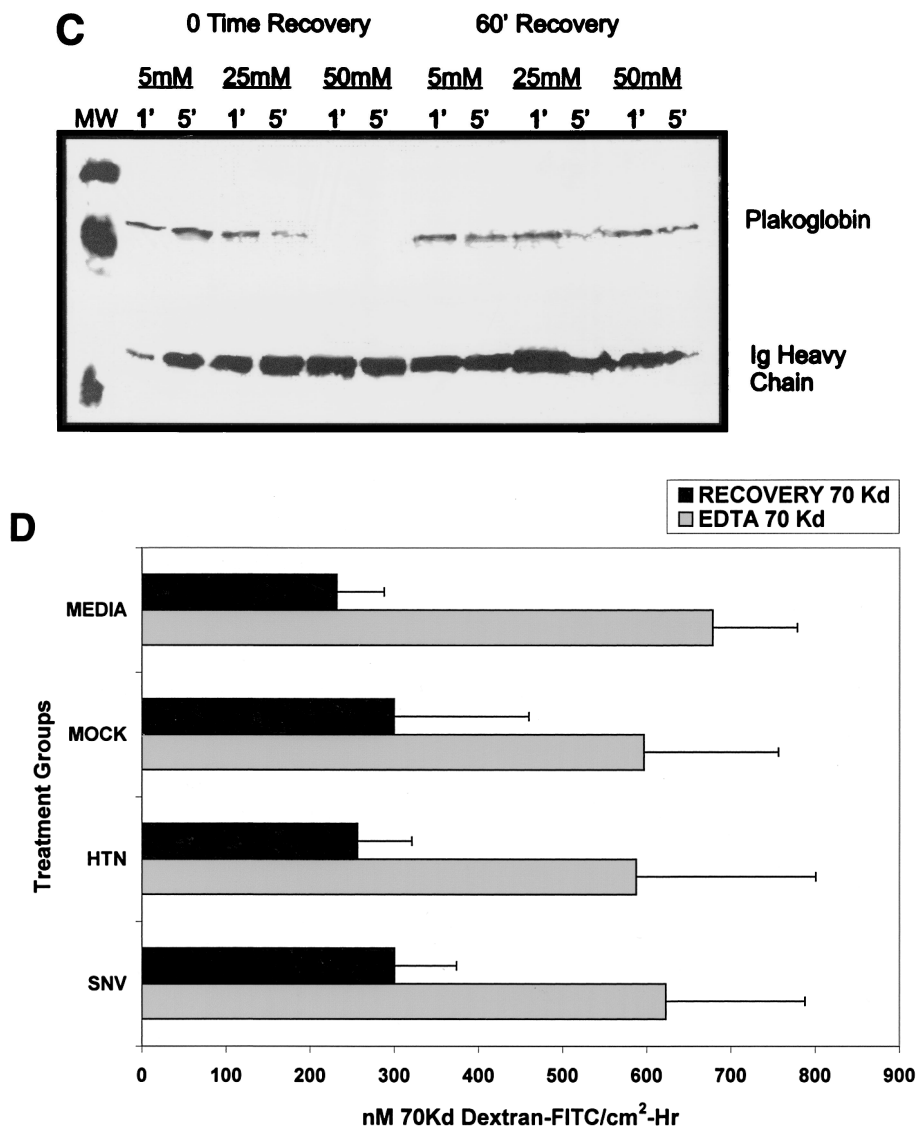 C
0 Time Recovery 60' Recovery
5mM 25mM 50mM 5mM 25mM 50mM
MW 1' 5' 1' 5' 1' 5' 1' 5' 1' 5' 1' 5'
Plakoglobin
Ig Heavy
Chain
D
RECOVERY 70 Kd
EDTA 70 Kd
Treatment Groups
MEDIA
MOCK
HTN
SNV
0 100 200 300 400 500 600 700 800 900
nM 70Kd Dextran-FITC/cm²-Hr